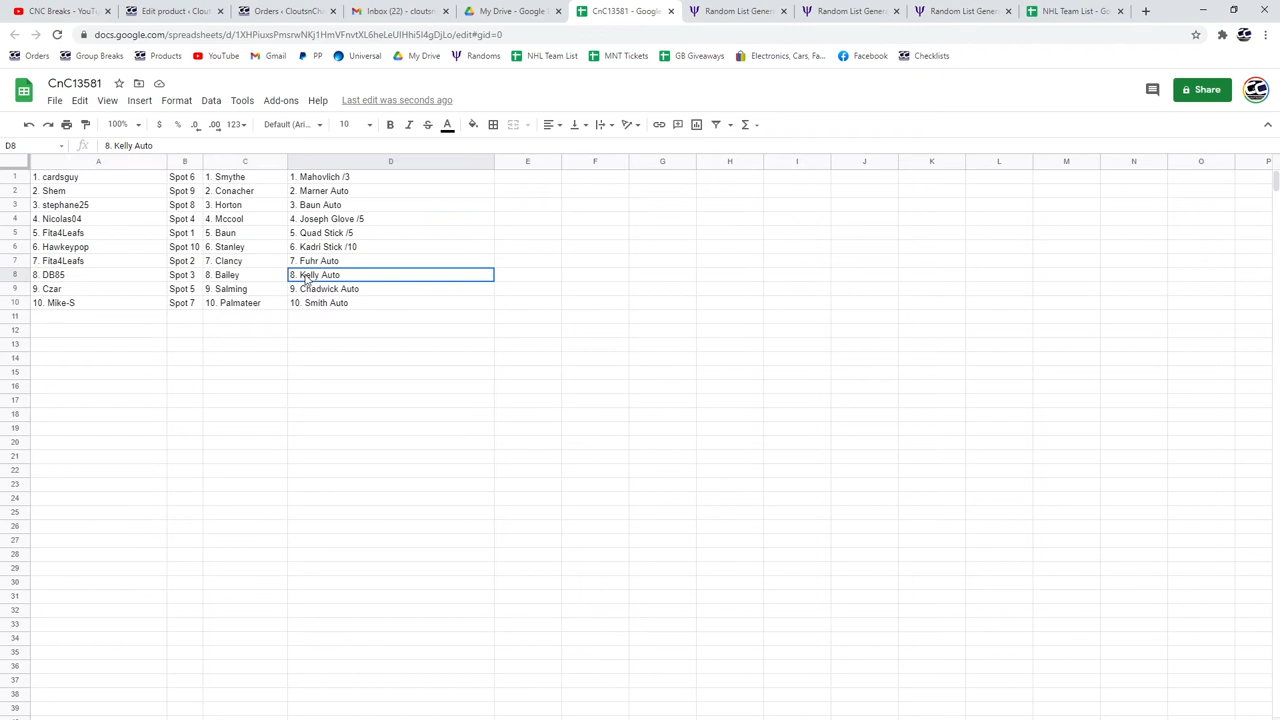 CNC Breaks - YouTu
Edit product ‹ Clouts
Orders ‹ CloutsnCha
Inbox (22) - cloutsn
My Drive - Google D
CnC13581 - Google
Random List Genera
Random List Genera
Random List Genera
NHL Team List - Goo
docs.google.com/spreadsheets/d/1XHPiuxsPmsrwNKj1HmVFnvtXL6heLeUIHhi5l4gDjLo/edit#gid=0
Orders Group Breaks Products YouTube Gmail PP Universal My Drive Randoms NHL Team List MNT Tickets GB Giveaways Electronics, Cars, Fa... Facebook Checklists
CnC13581
Share
File Edit View Insert Format Data Tools Add-ons Help Last edit was seconds ago
100% $ % .0 .00 123 Default (Ari... 10 B I S A
D8 fx 8. Kelly Auto
A B C D E F G H I J K L M N O P
1 1. cardsguy Spot 6 1. Smythe 1. Mahovlich /3
2 2. Shem Spot 9 2. Conacher 2. Marner Auto
3 3. stephane25 Spot 8 3. Horton 3. Baun Auto
4 4. Nicolas04 Spot 4 4. Mccool 4. Joseph Glove /5
5 5. Fita4Leafs Spot 1 5. Baun 5. Quad Stick /5
6 6. Hawkeypop Spot 10 6. Stanley 6. Kadri Stick /10
7 7. Fita4Leafs Spot 2 7. Clancy 7. Fuhr Auto
8 8. DB85 Spot 3 8. Bailey 8. Kelly Auto
9 9. Czar Spot 5 9. Salming 9. Chadwick Auto
10 10. Mike-S Spot 7 10. Palmateer 10. Smith Auto
11
12
13
14
15
16
17
18
19
20
21
22
23
24
25
26
27
28
29
30
31
32
33
34
35
36
37
38